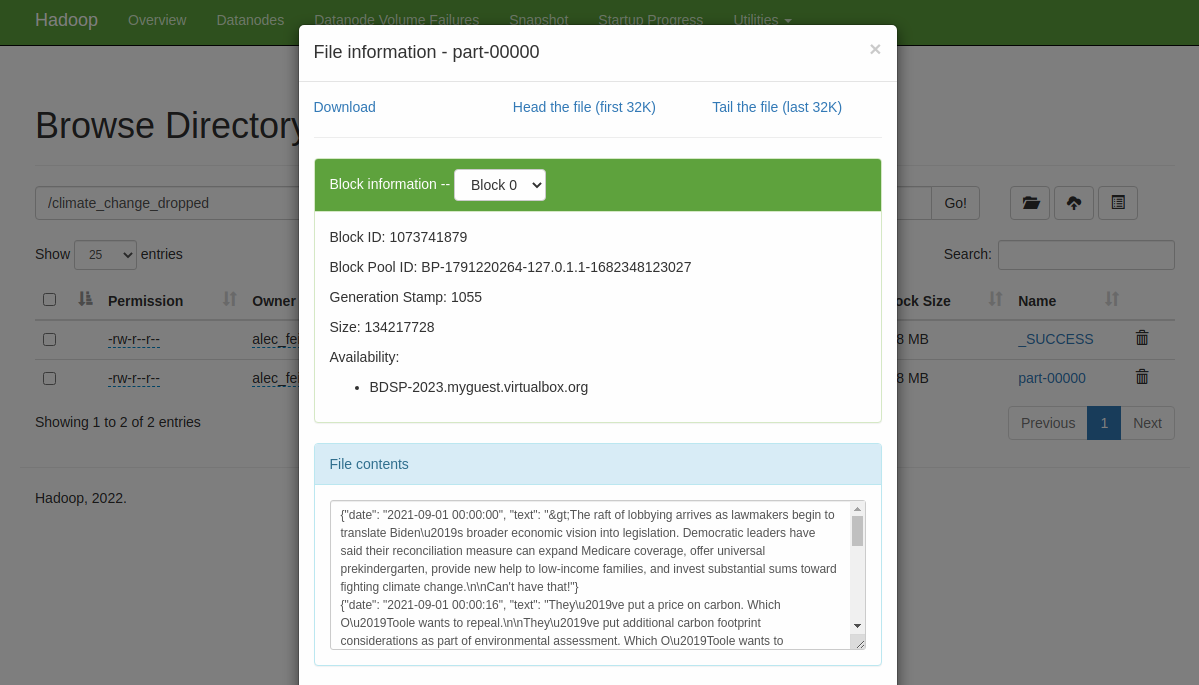 Hadoop Overview Datanodes Datanode Volume Failures Snapshot Startup Progress Utilities
File information - part-00000 ×
Download Head the file (first 32K) Tail the file (last 32K)
Browse Directory
Block information -- Block 0
/climate_change_dropped Go!
Block ID: 1073741879
Show 25 entries Search:
Block Pool ID: BP-1791220264-127.0.1.1-1682348123027
Generation Stamp: 1055
Permission Owner ock Size Name
Size: 134217728
-rw-r--r-- alec_fe 8 MB _SUCCESS
Availability:
-rw-r--r-- alec_fe 8 MB part-00000
• BDSP-2023.myguest.virtualbox.org
Showing 1 to 2 of 2 entries Previous 1 Next
File contents
Hadoop, 2022.
{"date": "2021-09-01 00:00:00", "text": "&gt;The raft of lobbying arrives as lawmakers begin to
translate Biden\u2019s broader economic vision into legislation. Democratic leaders have
said their reconciliation measure can expand Medicare coverage, offer universal
prekindergarten, provide new help to low-income families, and invest substantial sums toward
fighting climate change.\n\nCan't have that!"}
{"date": "2021-09-01 00:00:16", "text": "They\u2019ve put a price on carbon. Which
O\u2019Toole wants to repeal.\n\nThey\u2019ve put additional carbon footprint
considerations as part of environmental assessment. Which O\u2019Toole wants to